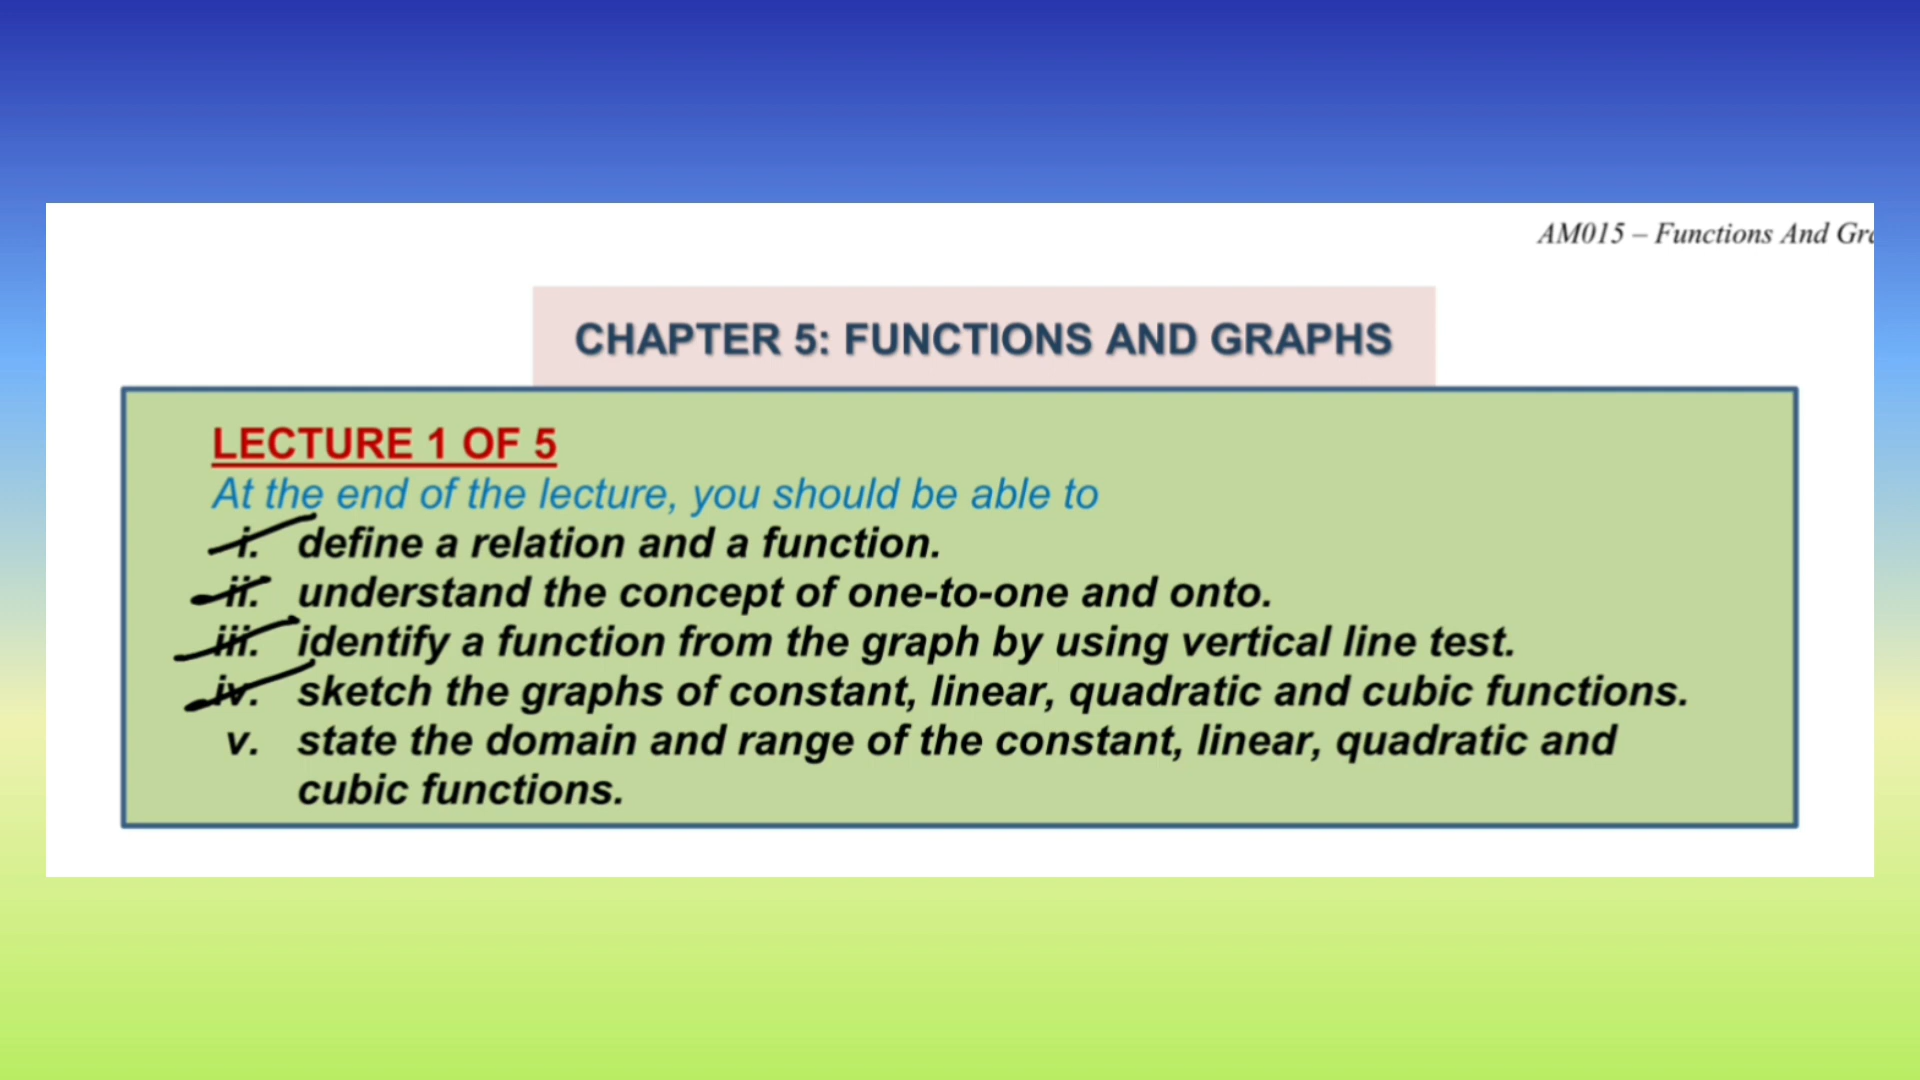 AM015 – Functions And Gra
CHAPTER 5: FUNCTIONS AND GRAPHS
LECTURE 1 OF 5
At the end of the lecture, you should be able to
i. define a relation and a function.
ii. understand the concept of one-to-one and onto.
iii. identify a function from the graph by using vertical line test.
iv. sketch the graphs of constant, linear, quadratic and cubic functions.
v. state the domain and range of the constant, linear, quadratic and
cubic functions.